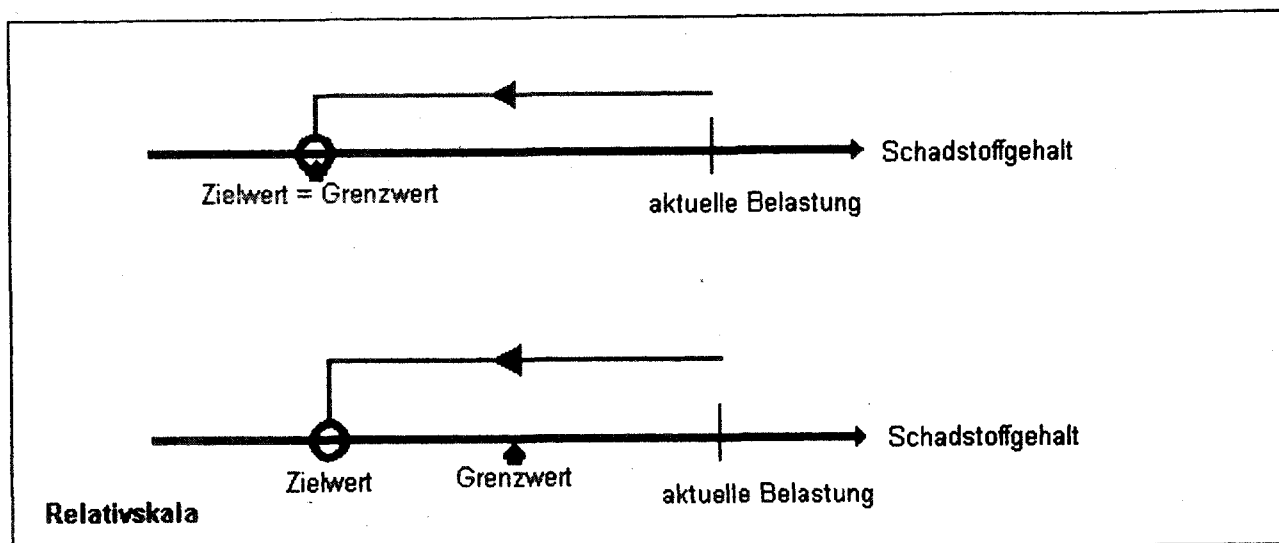 Schadstoffgehalt
Zielwert = Grenzwert
aktuelle Belastung
Schadstoffgehalt
Zielwert
Grenzwert
aktuelle Belastung
Relativskala